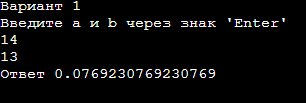 Вариант 1
Введите a и b через знак 'Enter'
14
13
Ответ 0.0769230769230769